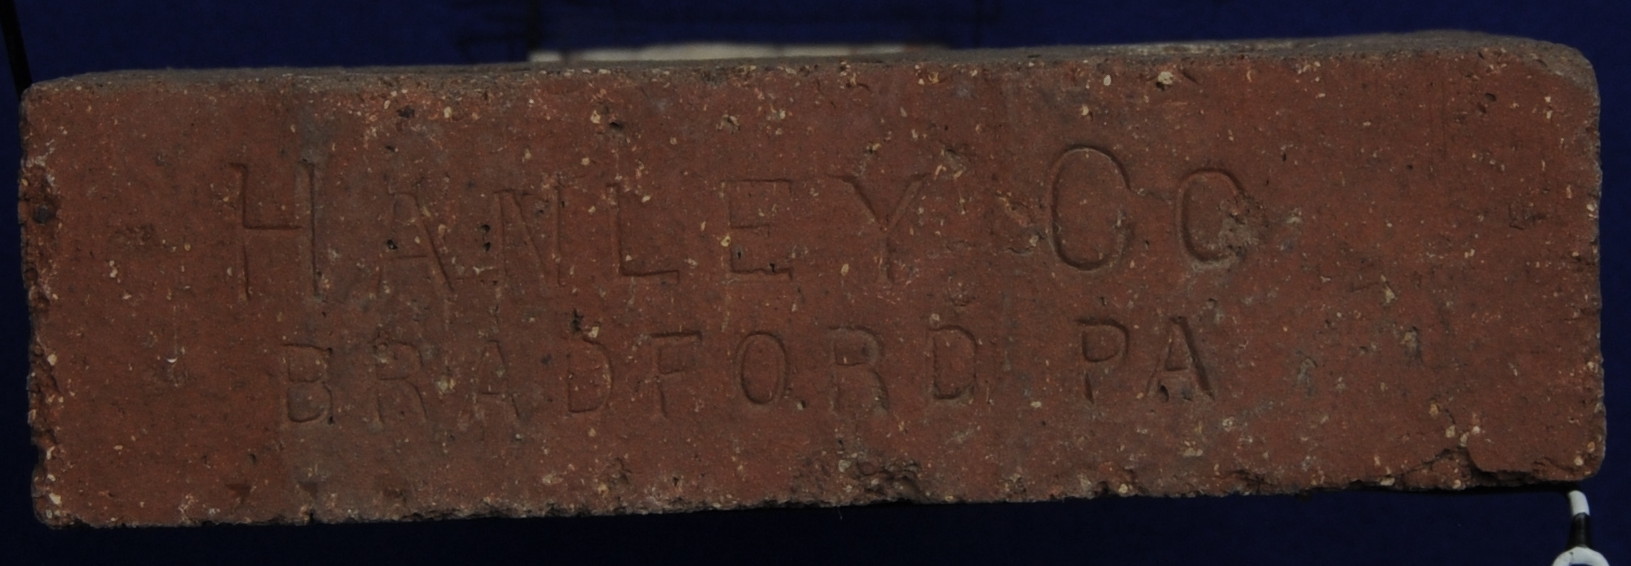 HANLEY CO
BRADFORD PA